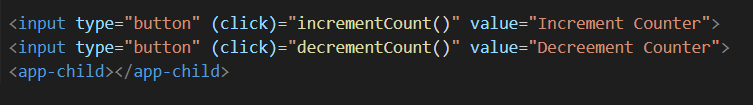 <input type="button" (click)="incrementCount()" value="Increment Counter">
<input type="button" (click)="decrementCount()" value="Decreement Counter">
<app-child></app-child>